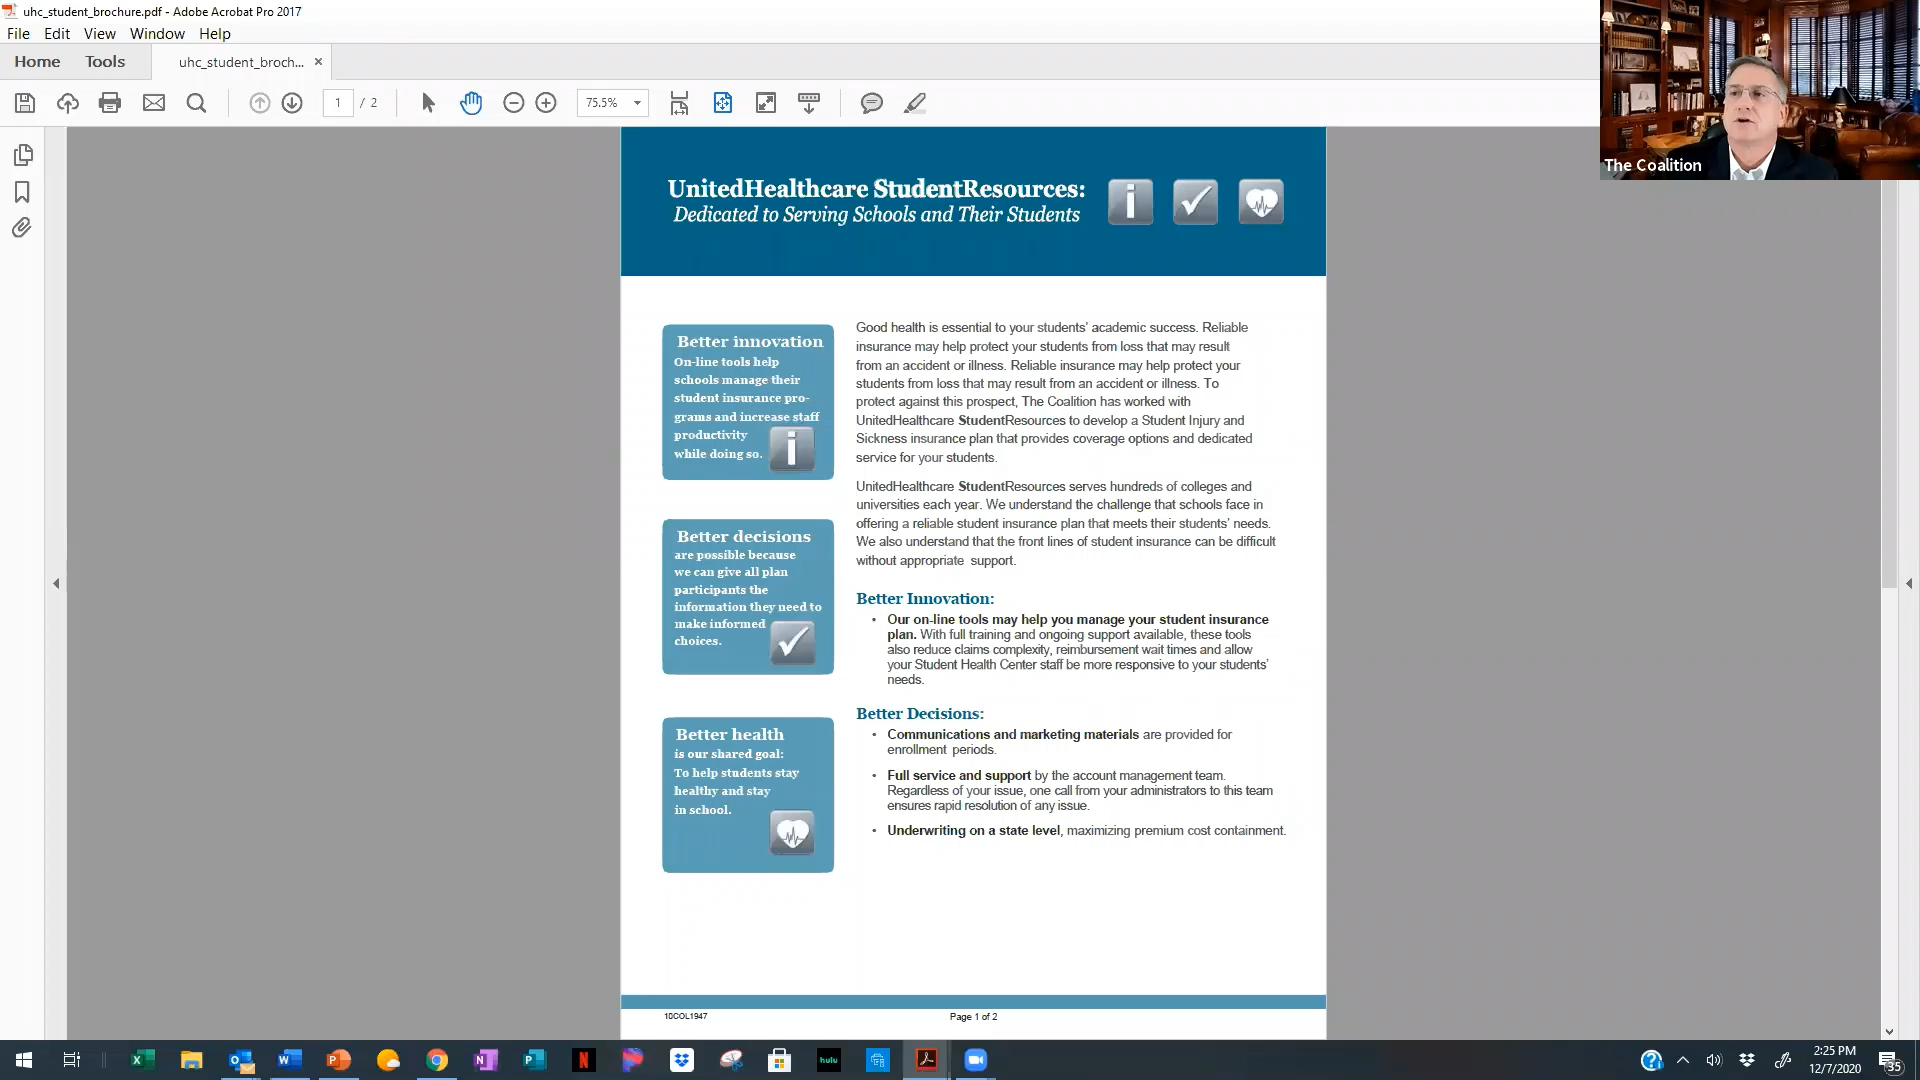 uhc_student_brochure.pdf - Adobe Acrobat Pro 2017
File Edit View Window Help
Home Tools uhc_student_broch... ×
1 / 2 75.5%
The Coalition
UnitedHealthcare StudentResources:
Dedicated to Serving Schools and Their Students
Better innovation
On-line tools help
schools manage their
student insurance pro-
grams and increase staff
productivity
while doing so.
Better decisions
are possible because
we can give all plan
participants the
information they need to
make informed
choices.
Better health
is our shared goal:
To help students stay
healthy and stay
in school.
Good health is essential to your students' academic success. Reliable
insurance may help protect your students from loss that may result
from an accident or illness. Reliable insurance may help protect your
students from loss that may result from an accident or illness. To
protect against this prospect, The Coalition has worked with
UnitedHealthcare StudentResources to develop a Student Injury and
Sickness insurance plan that provides coverage options and dedicated
service for your students.
UnitedHealthcare StudentResources serves hundreds of colleges and
universities each year. We understand the challenge that schools face in
offering a reliable student insurance plan that meets their students' needs.
We also understand that the front lines of student insurance can be difficult
without appropriate support.
Better Innovation:
• Our on-line tools may help you manage your student insurance
plan. With full training and ongoing support available, these tools
also reduce claims complexity, reimbursement wait times and allow
your Student Health Center staff be more responsive to your students'
needs.
Better Decisions:
• Communications and marketing materials are provided for
enrollment periods.
• Full service and support by the account management team.
Regardless of your issue, one call from your administrators to this team
ensures rapid resolution of any issue.
• Underwriting on a state level, maximizing premium cost containment.
10COL1947 Page 1 of 2
hulu
2:25 PM
12/7/2020
35